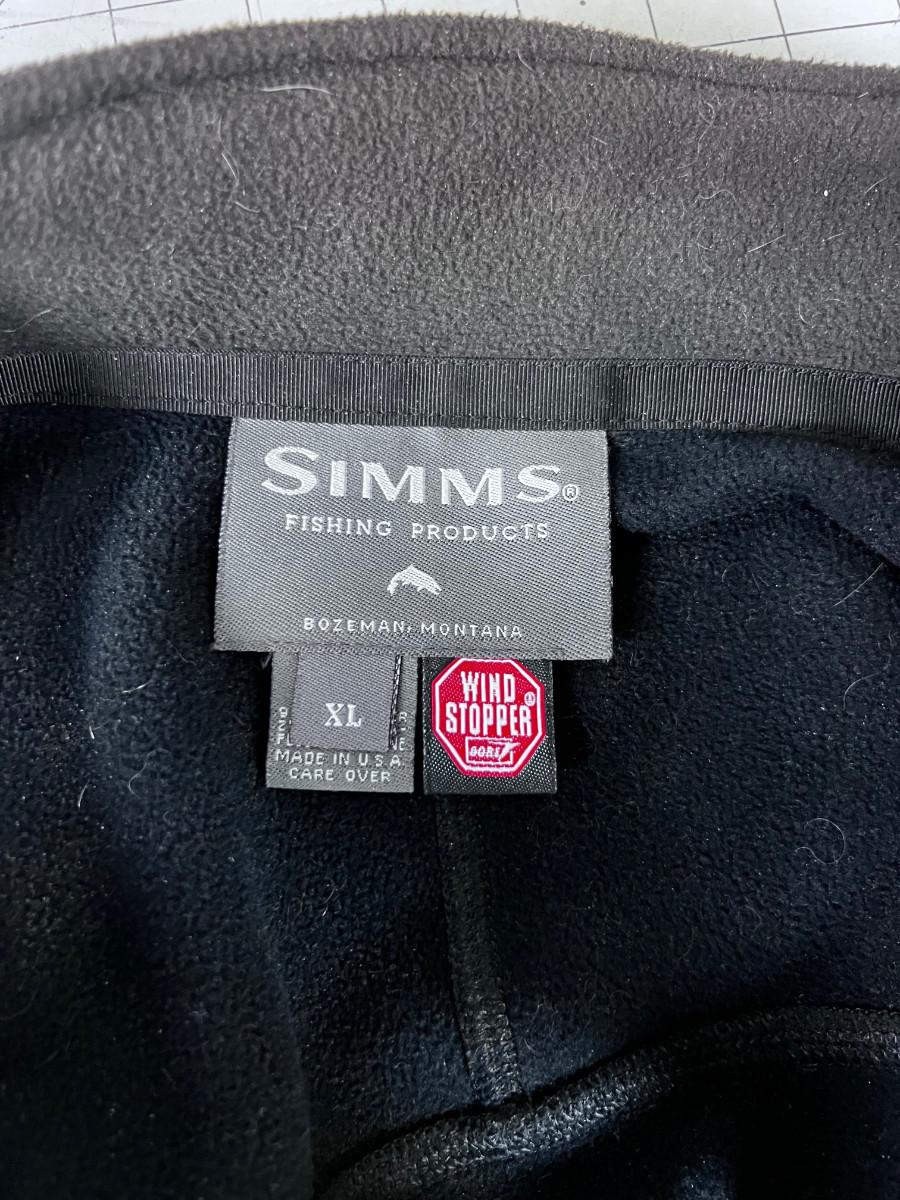 SIMMS®
FISHING PRODUCTS
BOZEMAN, MONTANA
XL
MADE IN U.S.A.
CARE OVER
WIND
STOPPER®
GORE